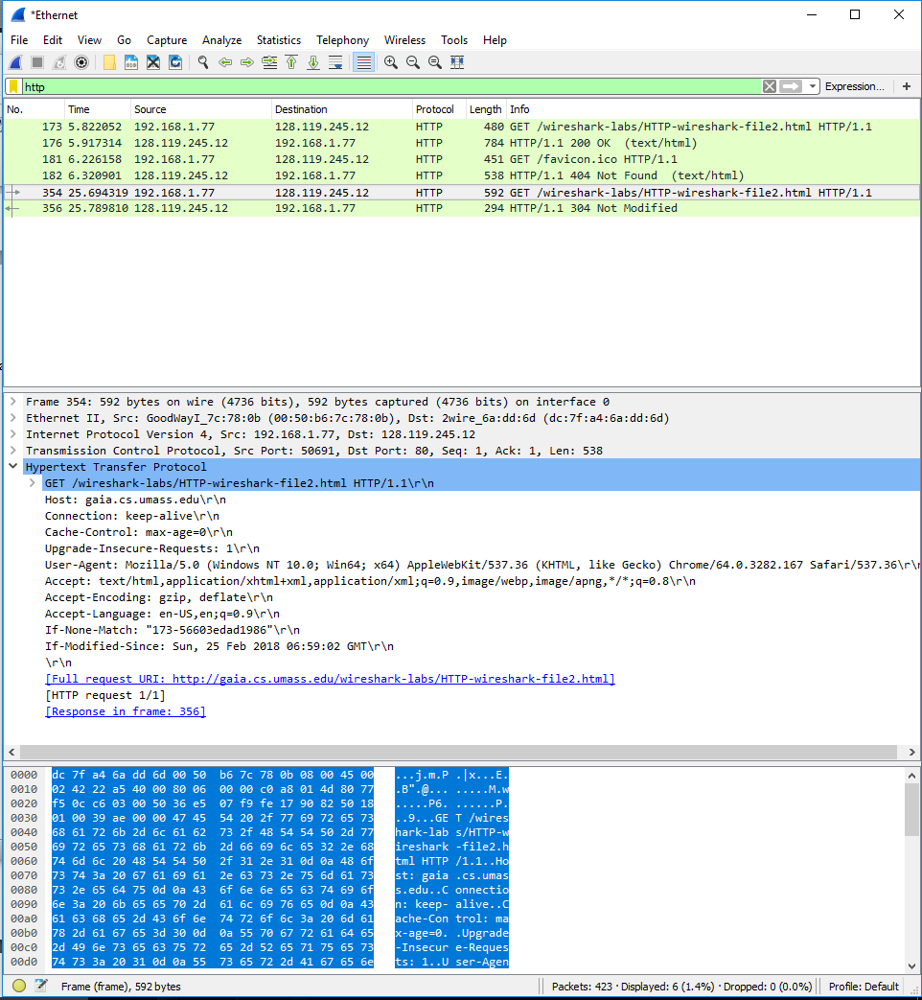 *Ethernet
File Edit View Go Capture Analyze Statistics Telephony Wireless Tools Help
http Expression... +
No. Time Source Destination Protocol Length Info
173 5.822052 192.168.1.77 128.119.245.12 HTTP 480 GET /wireshark-labs/HTTP-wireshark-file2.html HTTP/1.1
176 5.917314 128.119.245.12 192.168.1.77 HTTP 784 HTTP/1.1 200 OK (text/html)
181 6.226158 192.168.1.77 128.119.245.12 HTTP 451 GET /favicon.ico HTTP/1.1
182 6.320901 128.119.245.12 192.168.1.77 HTTP 538 HTTP/1.1 404 Not Found (text/html)
354 25.694319 192.168.1.77 128.119.245.12 HTTP 592 GET /wireshark-labs/HTTP-wireshark-file2.html HTTP/1.1
356 25.789810 128.119.245.12 192.168.1.77 HTTP 294 HTTP/1.1 304 Not Modified
Frame 354: 592 bytes on wire (4736 bits), 592 bytes captured (4736 bits) on interface 0
Ethernet II, Src: GoodWayI_7c:78:0b (00:50:b6:7c:78:0b), Dst: 2wire_6a:dd:6d (dc:7f:a4:6a:dd:6d)
Internet Protocol Version 4, Src: 192.168.1.77, Dst: 128.119.245.12
Transmission Control Protocol, Src Port: 50691, Dst Port: 80, Seq: 1, Ack: 1, Len: 538
Hypertext Transfer Protocol
GET /wireshark-labs/HTTP-wireshark-file2.html HTTP/1.1\r\n
Host: gaia.cs.umass.edu\r\n
Connection: keep-alive\r\n
Cache-Control: max-age=0\r\n
Upgrade-Insecure-Requests: 1\r\n
User-Agent: Mozilla/5.0 (Windows NT 10.0; Win64; x64) AppleWebKit/537.36 (KHTML, like Gecko) Chrome/64.0.3282.167 Safari/537.36\r\n
Accept: text/html,application/xhtml+xml,application/xml;q=0.9,image/webp,image/apng,*/*;q=0.8\r\n
Accept-Encoding: gzip, deflate\r\n
Accept-Language: en-US,en;q=0.9\r\n
If-None-Match: "173-56603edad1986"\r\n
If-Modified-Since: Sun, 25 Feb 2018 06:59:02 GMT\r\n
\r\n
[Full request URI: http://gaia.cs.umass.edu/wireshark-labs/HTTP-wireshark-file2.html]
[HTTP request 1/1]
[Response in frame: 356]
0000 dc 7f a4 6a dd 6d 00 50 b6 7c 78 0b 08 00 45 00 ...j.m.P .|x...E.
0010 02 42 22 a5 40 00 80 06 00 00 c0 a8 01 4d 80 77 .B".@... .....M.w
0020 f5 0c c6 03 00 50 36 e5 07 f9 fe 17 90 82 50 18 .....P6. ......P.
0030 01 00 39 ae 00 00 47 45 54 20 2f 77 69 72 65 73 ..9...GE T /wires
0040 68 61 72 6b 2d 6c 61 62 73 2f 48 54 54 50 2d 77 hark-lab s/HTTP-w
0050 69 72 65 73 68 61 72 6b 2d 66 69 6c 65 32 2e 68 ireshark -file2.h
0060 74 6d 6c 20 48 54 54 50 2f 31 2e 31 0d 0a 48 6f tml HTTP /1.1..Ho
0070 73 74 3a 20 67 61 69 61 2e 63 73 2e 75 6d 61 73 st: gaia .cs.umas
0080 73 2e 65 64 75 0d 0a 43 6f 6e 6e 65 63 74 69 6f s.edu..C onnectio
0090 6e 3a 20 6b 65 65 70 2d 61 6c 69 76 65 0d 0a 43 n: keep- alive..C
00a0 61 63 68 65 2d 43 6f 6e 74 72 6f 6c 3a 20 6d 61 ache-Con trol: ma
00b0 78 2d 61 67 65 3d 30 0d 0a 55 70 67 72 61 64 65 x-age=0. .Upgrade
00c0 2d 49 6e 73 65 63 75 72 65 2d 52 65 71 75 65 73 -Insecur e-Reques
00d0 74 73 3a 20 31 0d 0a 55 73 65 72 2d 41 67 65 6e ts: 1..U ser-Agen
Frame (frame), 592 bytes Packets: 423 · Displayed: 6 (1.4%) · Dropped: 0 (0.0%) Profile: Default